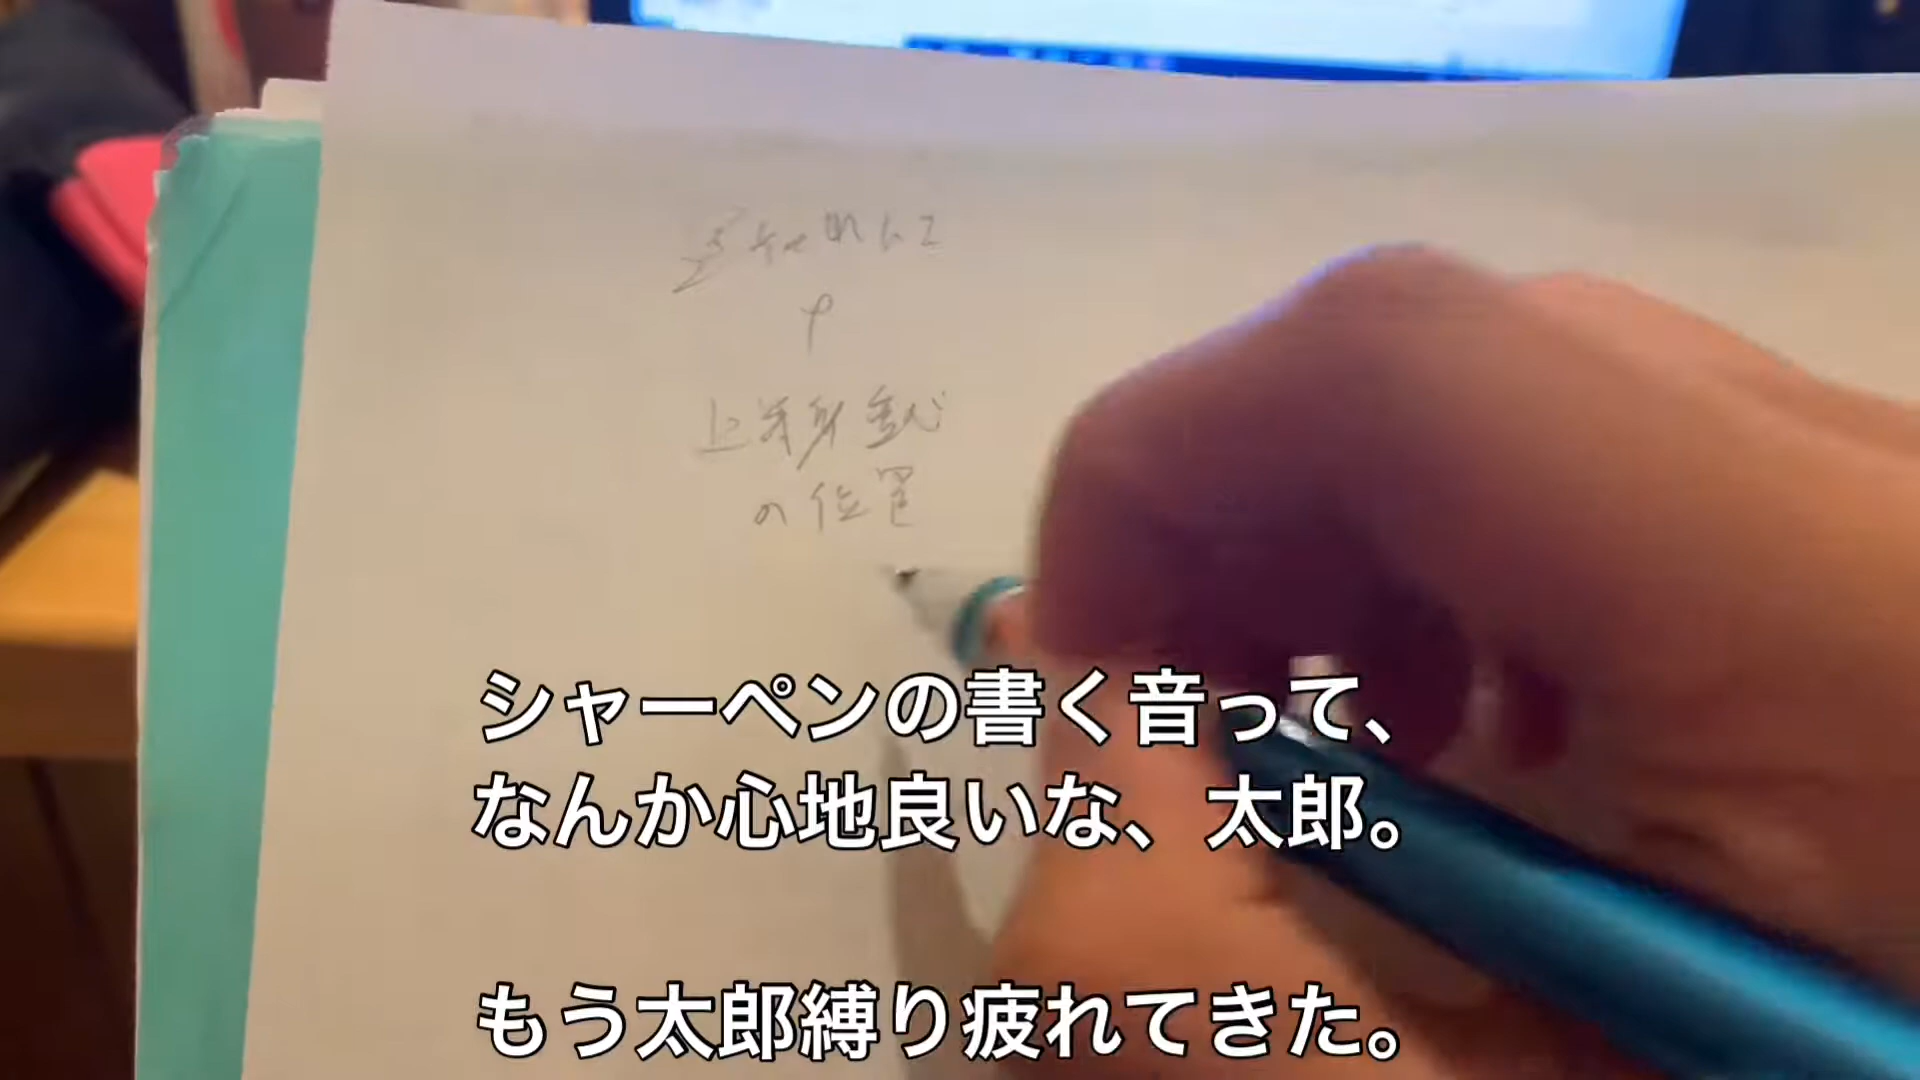 上半身重心
の位置
シャーペンの書く音って、
なんか心地良いな、太郎。
もう太郎縛り疲れてきた。